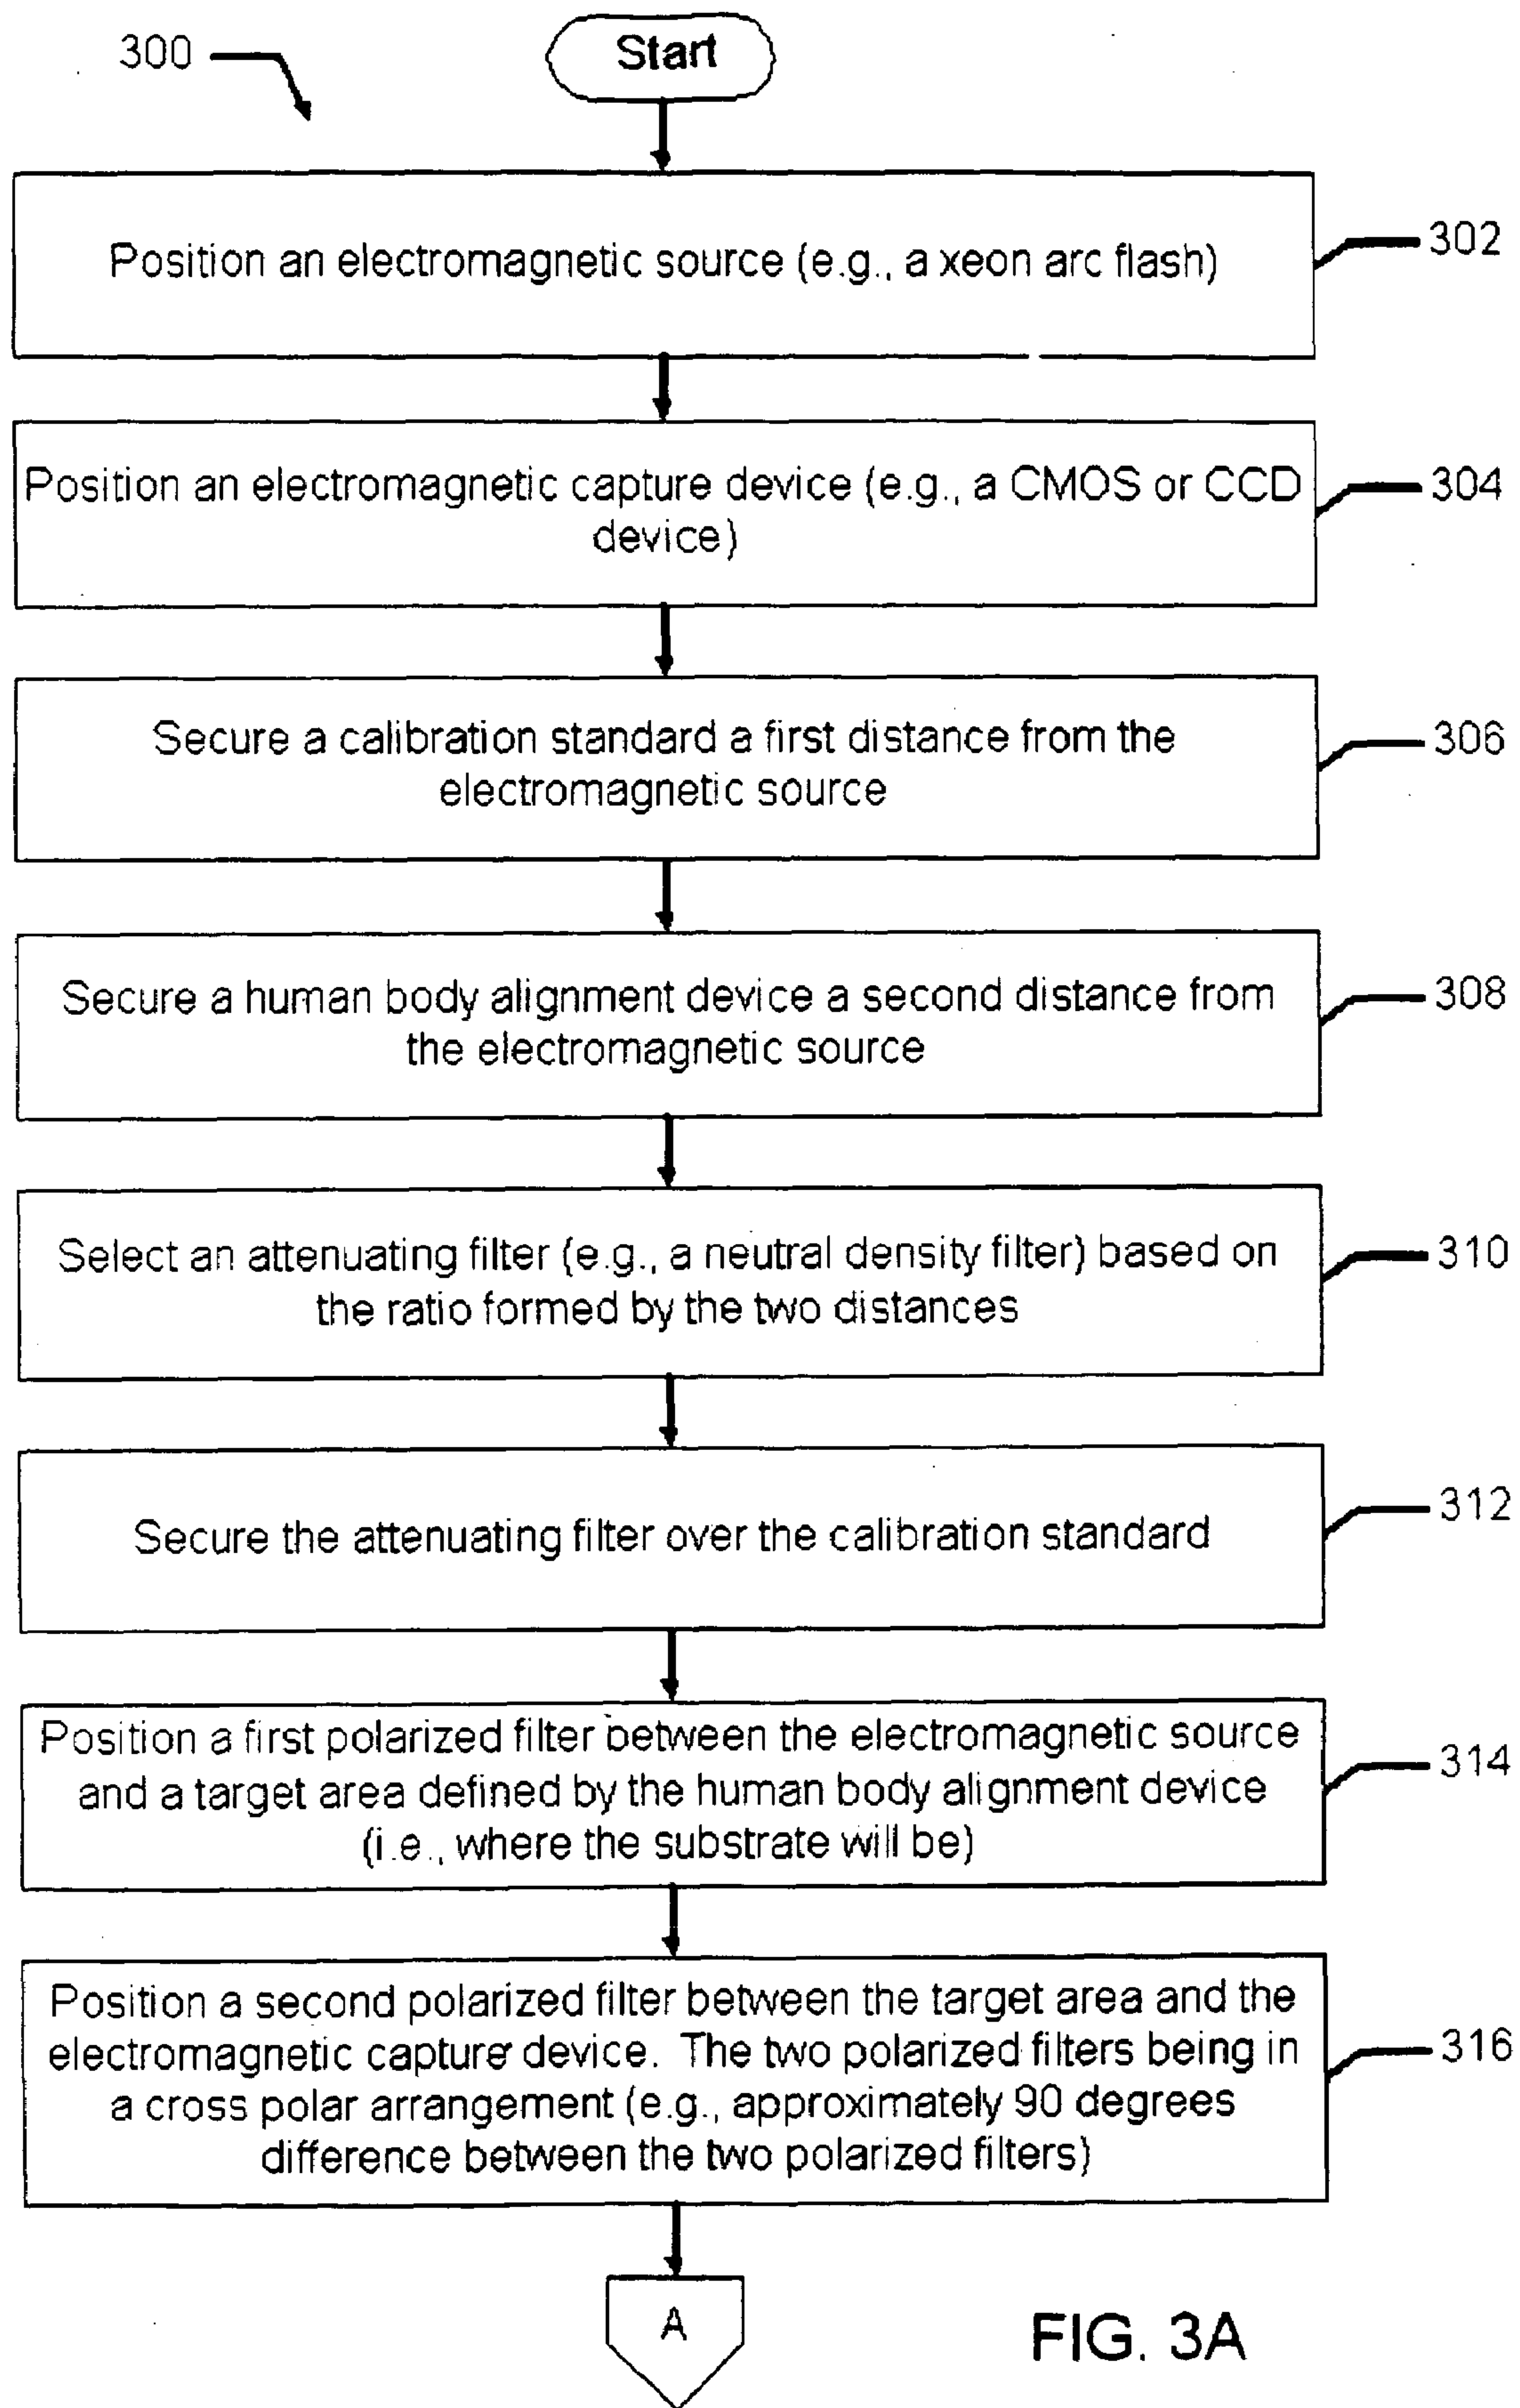 300
Start
Position an electromagnetic source (e.g., a xeon arc flash)
302
Position an electromagnetic capture device (e.g., a CMOS or CCD
device)
304
Secure a calibration standard a first distance from the
electromagnetic source
306
Secure a human body alignment device a second distance from
the electromagnetic source
308
Select an attenuating filter (e.g., a neutral density filter) based on
the ratio formed by the two distances
310
Secure the attenuating filter over the calibration standard
312
Position a first polarized filter between the electromagnetic source
and a target area defined by the human body alignment device
(i.e., where the substrate will be)
314
Position a second polarized filter between the target area and the
electromagnetic capture device. The two polarized filters being in
a cross polar arrangement (e.g., approximately 90 degrees
difference between the two polarized filters)
316
A
FIG. 3A